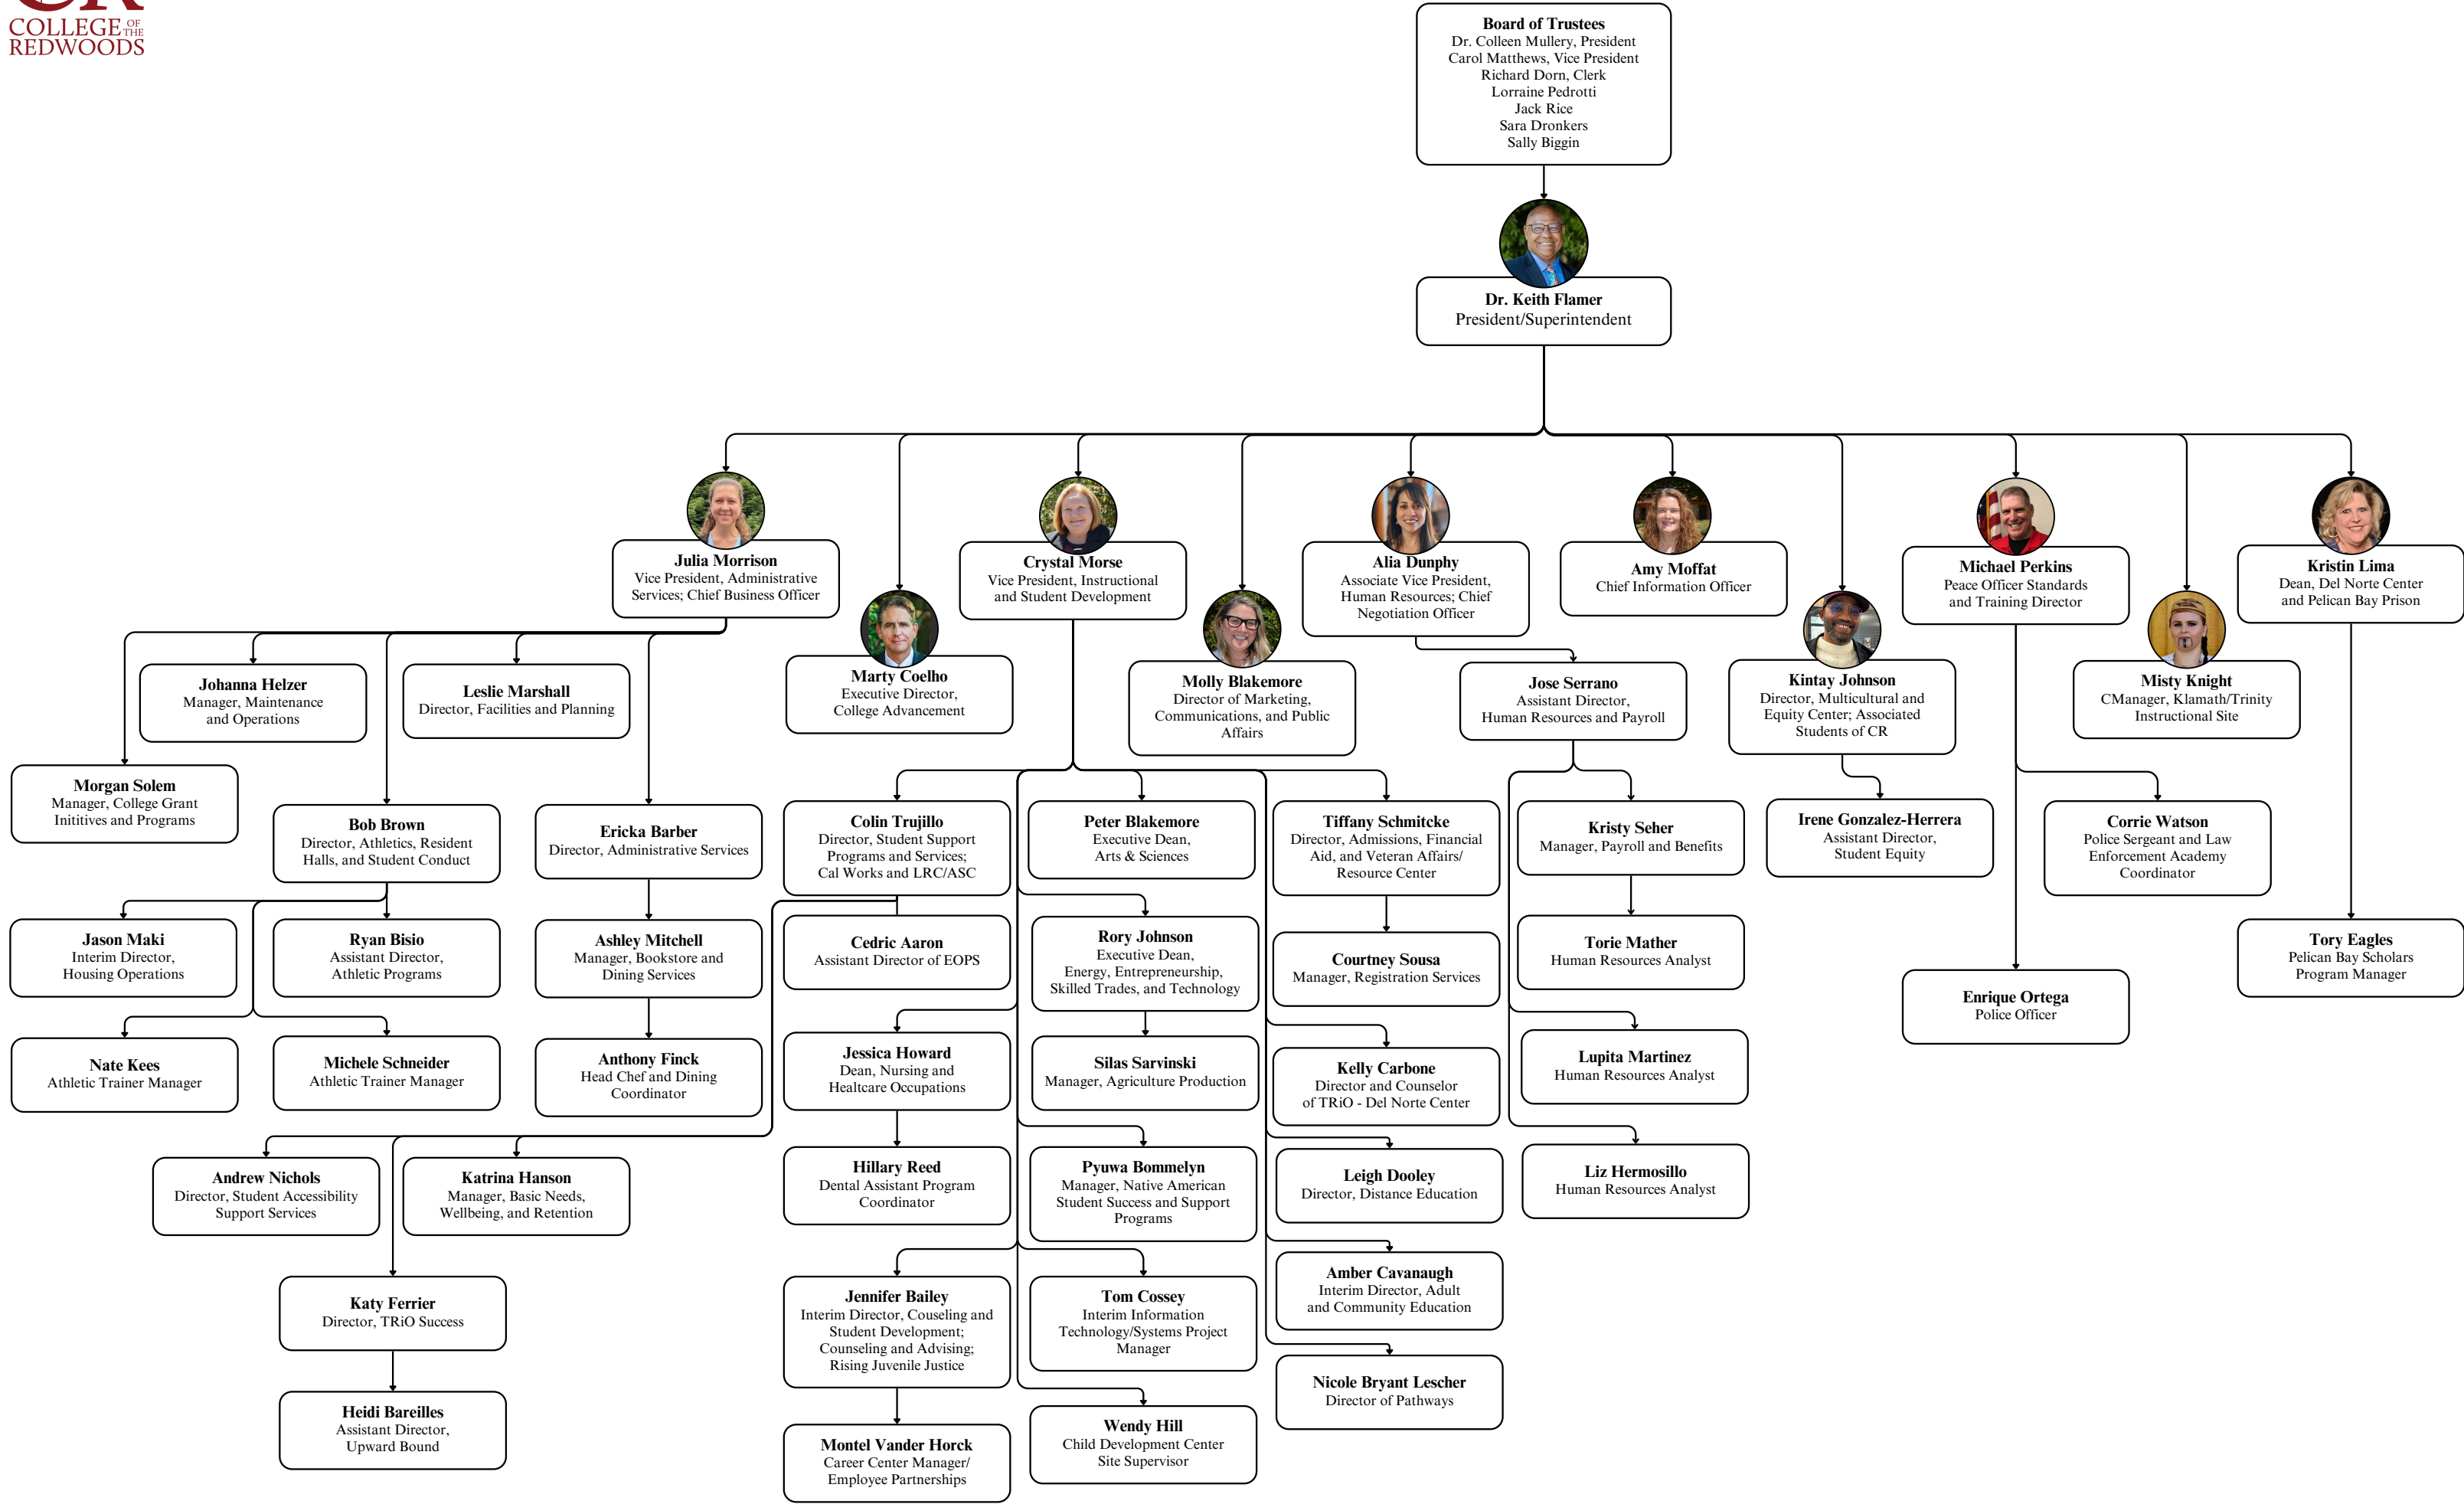 CR
COLLEGE OF THE
REDWOODS
Board of Trustees
Dr. Colleen Mullery, President
Carol Matthews, Vice President
Richard Dorn, Clerk
Lorraine Pedrotti
Jack Rice
Sara Dronkers
Sally Biggin
Dr. Keith Flamer
President/Superintendent
Julia Morrison
Vice President, Administrative
Services; Chief Business Officer
Marty Coelho
Executive Director,
College Advancement
Crystal Morse
Vice President, Instructional
and Student Development
Molly Blakemore
Director of Marketing,
Communications, and Public
Affairs
Alia Dunphy
Associate Vice President,
Human Resources; Chief
Negotiation Officer
Amy Moffat
Chief Information Officer
Kintay Johnson
Director, Multicultural and
Equity Center; Associated
Students of CR
Michael Perkins
Peace Officer Standards
and Training Director
Misty Knight
CManager, Klamath/Trinity
Instructional Site
Kristin Lima
Dean, Del Norte Center
and Pelican Bay Prison
Johanna Helzer
Manager, Maintenance
and Operations
Leslie Marshall
Director, Facilities and Planning
Jose Serrano
Assistant Director,
Human Resources and Payroll
Morgan Solem
Manager, College Grant
Inititives and Programs
Bob Brown
Director, Athletics, Resident
Halls, and Student Conduct
Ericka Barber
Director, Administrative Services
Colin Trujillo
Director, Student Support
Programs and Services;
Cal Works and LRC/ASC
Peter Blakemore
Executive Dean,
Arts & Sciences
Tiffany Schmitcke
Director, Admissions, Financial
Aid, and Veteran Affairs/
Resource Center
Kristy Seher
Manager, Payroll and Benefits
Irene Gonzalez-Herrera
Assistant Director,
Student Equity
Corrie Watson
Police Sergeant and Law
Enforcement Academy
Coordinator
Jason Maki
Interim Director,
Housing Operations
Ryan Bisio
Assistant Director,
Athletic Programs
Ashley Mitchell
Manager, Bookstore and
Dining Services
Cedric Aaron
Assistant Director of EOPS
Rory Johnson
Executive Dean,
Energy, Entrepreneurship,
Skilled Trades, and Technology
Courtney Sousa
Manager, Registration Services
Torie Mather
Human Resources Analyst
Enrique Ortega
Police Officer
Tory Eagles
Pelican Bay Scholars
Program Manager
Nate Kees
Athletic Trainer Manager
Michele Schneider
Athletic Trainer Manager
Anthony Finck
Head Chef and Dining
Coordinator
Jessica Howard
Dean, Nursing and
Healtcare Occupations
Silas Sarvinski
Manager, Agriculture Production
Kelly Carbone
Director and Counselor
of TRiO - Del Norte Center
Lupita Martinez
Human Resources Analyst
Andrew Nichols
Director, Student Accessibility
Support Services
Katrina Hanson
Manager, Basic Needs,
Wellbeing, and Retention
Hillary Reed
Dental Assistant Program
Coordinator
Pyuwa Bommelyn
Manager, Native American
Student Success and Support
Programs
Leigh Dooley
Director, Distance Education
Liz Hermosillo
Human Resources Analyst
Katy Ferrier
Director, TRiO Success
Jennifer Bailey
Interim Director, Couseling and
Student Development;
Counseling and Advising;
Rising Juvenile Justice
Tom Cossey
Interim Information
Technology/Systems Project
Manager
Amber Cavanaugh
Interim Director, Adult
and Community Education
Heidi Bareilles
Assistant Director,
Upward Bound
Montel Vander Horck
Career Center Manager/
Employee Partnerships
Wendy Hill
Child Development Center
Site Supervisor
Nicole Bryant Lescher
Director of Pathways